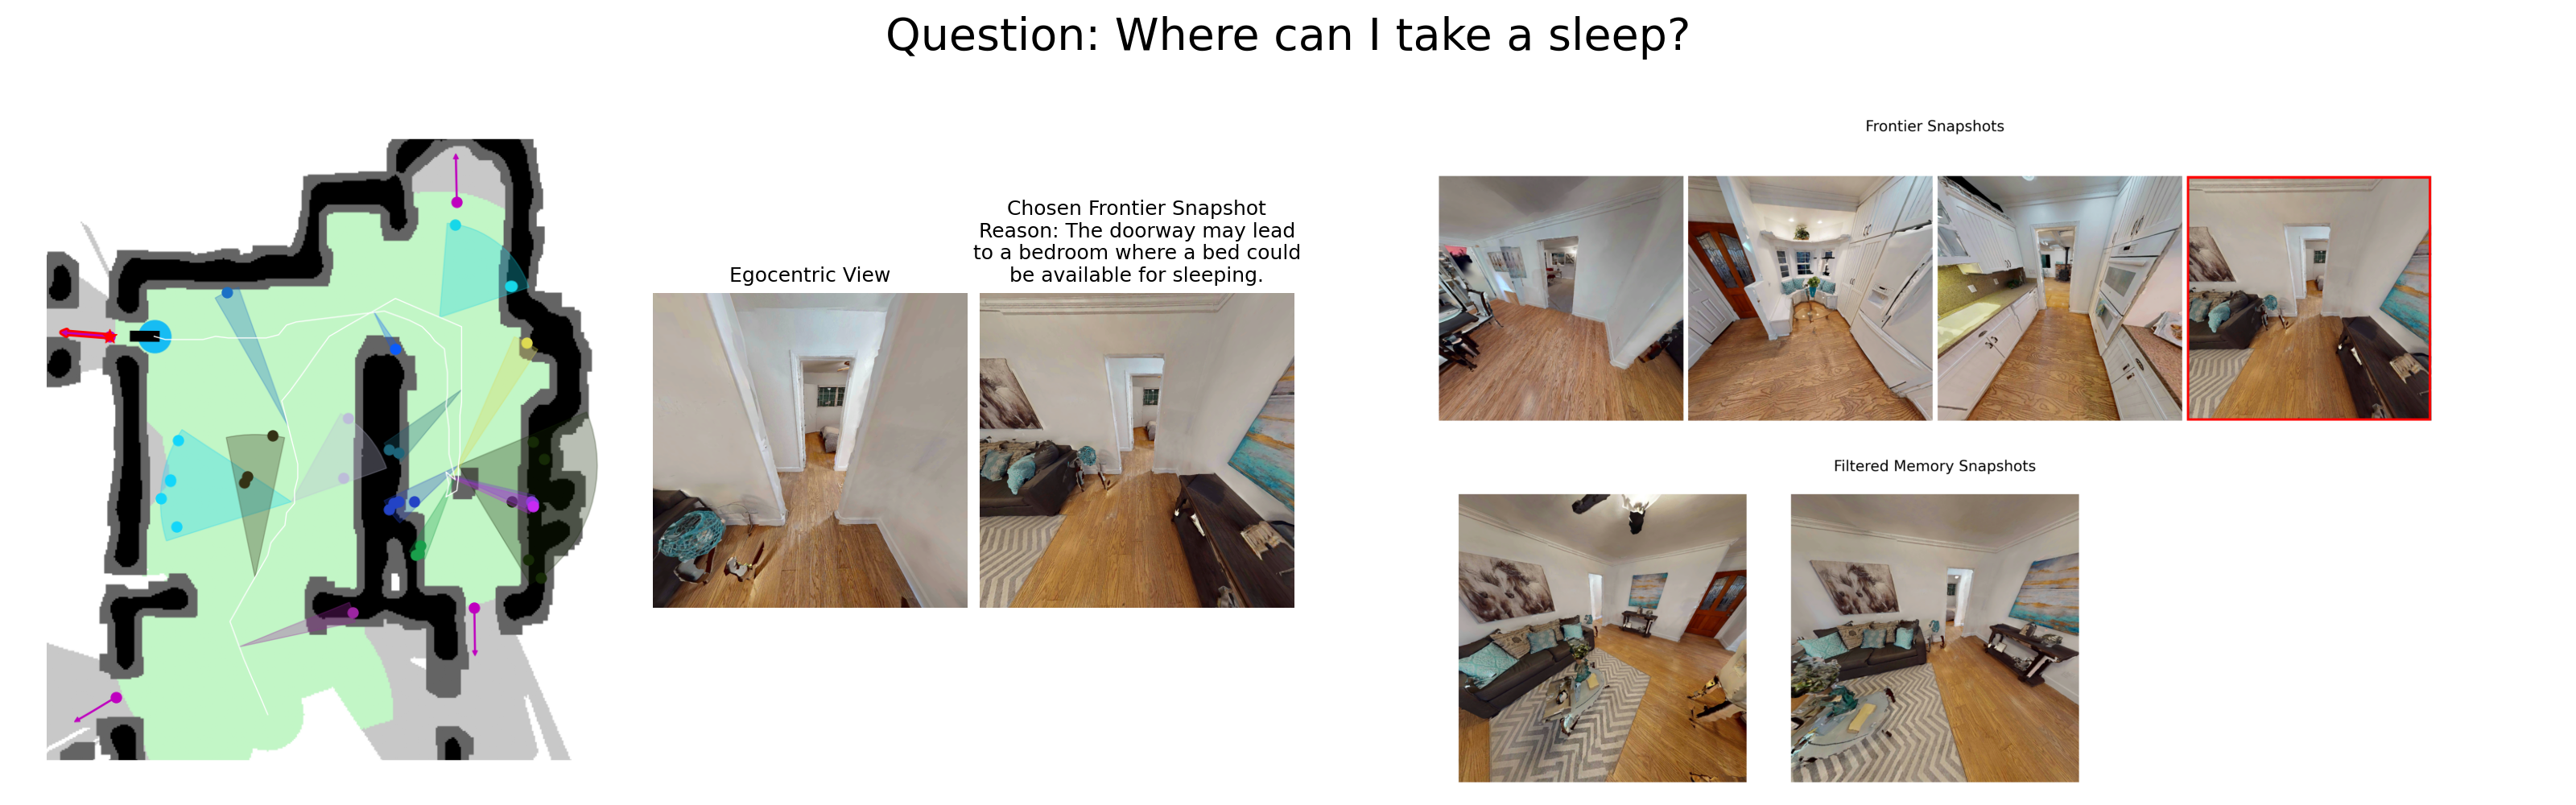 Question: Where can I take a sleep?
Frontier Snapshots
Chosen Frontier Snapshot
Reason: The doorway may lead
to a bedroom where a bed could
be available for sleeping.
Egocentric View
Filtered Memory Snapshots